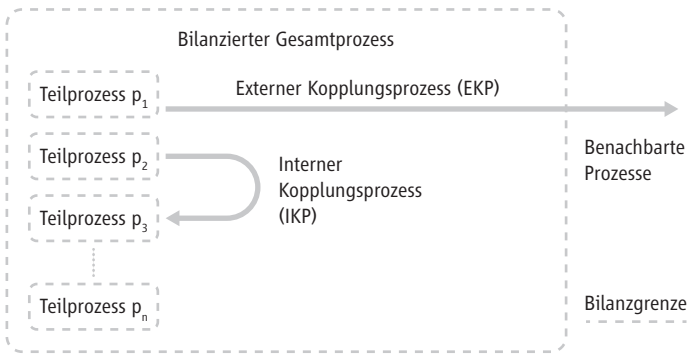 Bilanzierter Gesamtprozess
Teilprozess p1
Externer Kopplungsprozess (EKP)
Teilprozess p2
Interner
Kopplungsprozess
(IKP)
Benachbarte
Prozesse
Teilprozess p3
Teilprozess pn
Bilanzgrenze